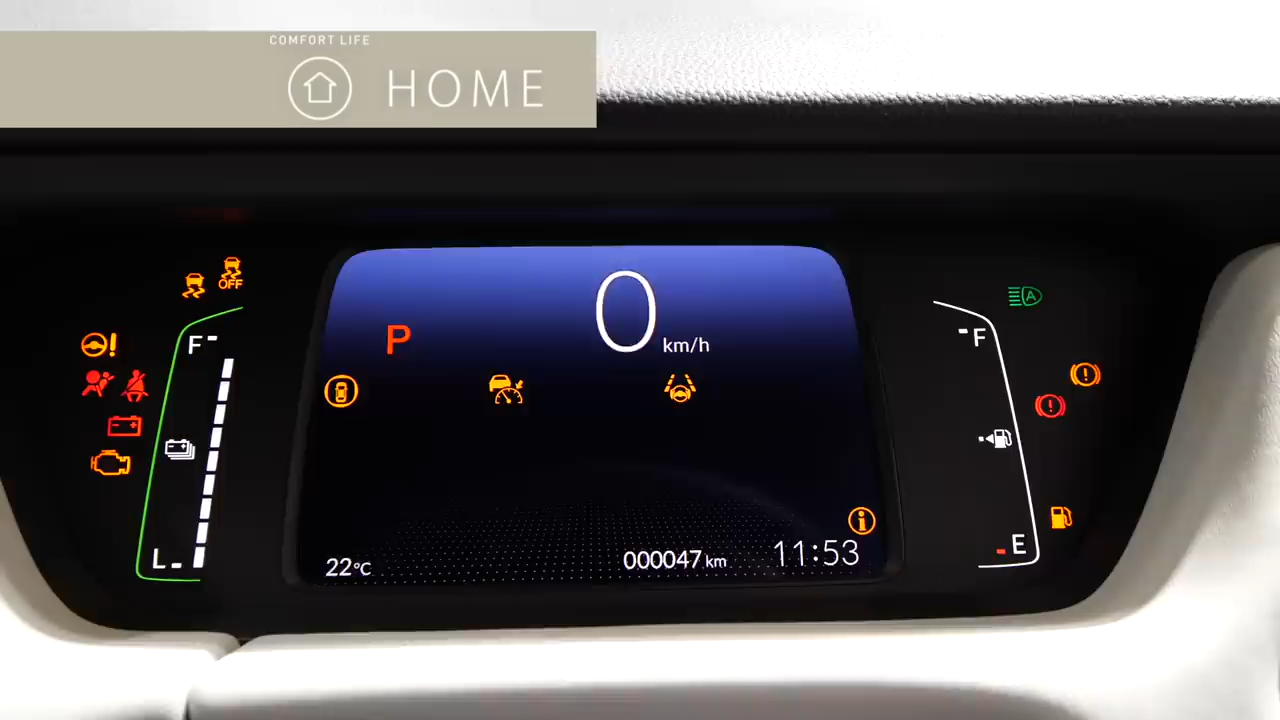 COMFORT LIFE
HOME
OFF
F
P
0 km/h
F
A
L
E
22°C
000047 km
11:53